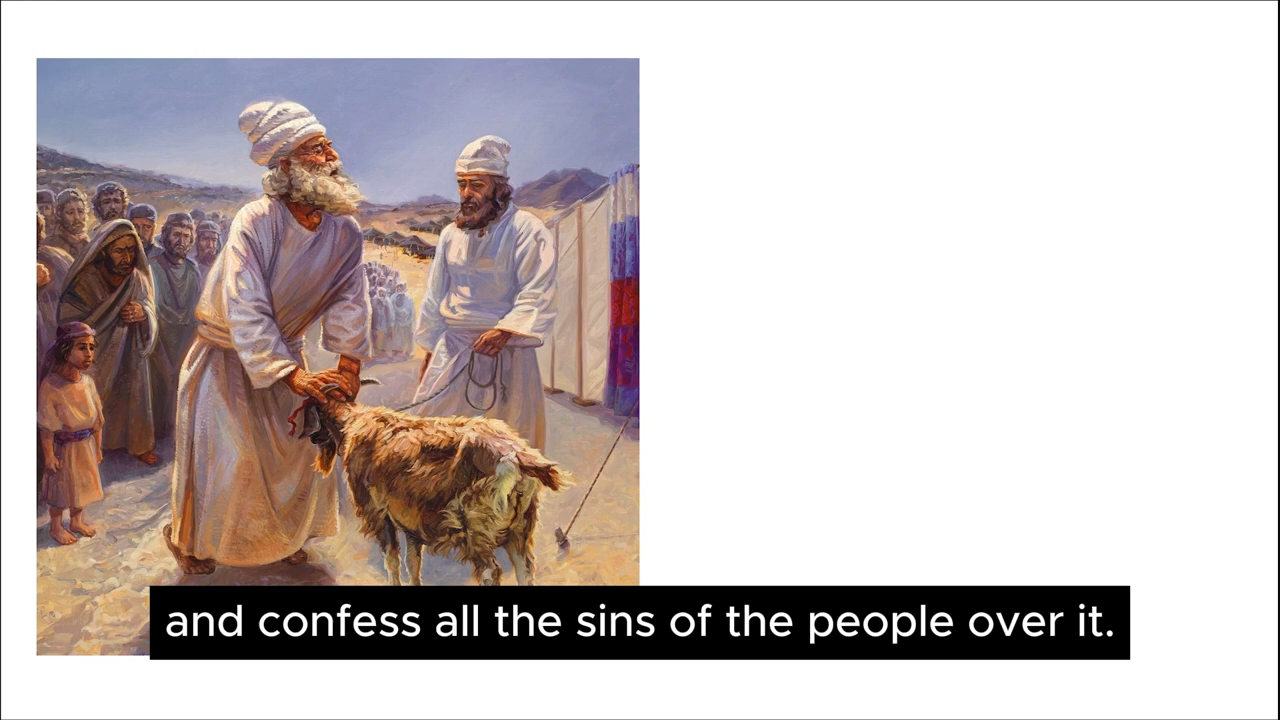 and confess all the sins of the people over it.